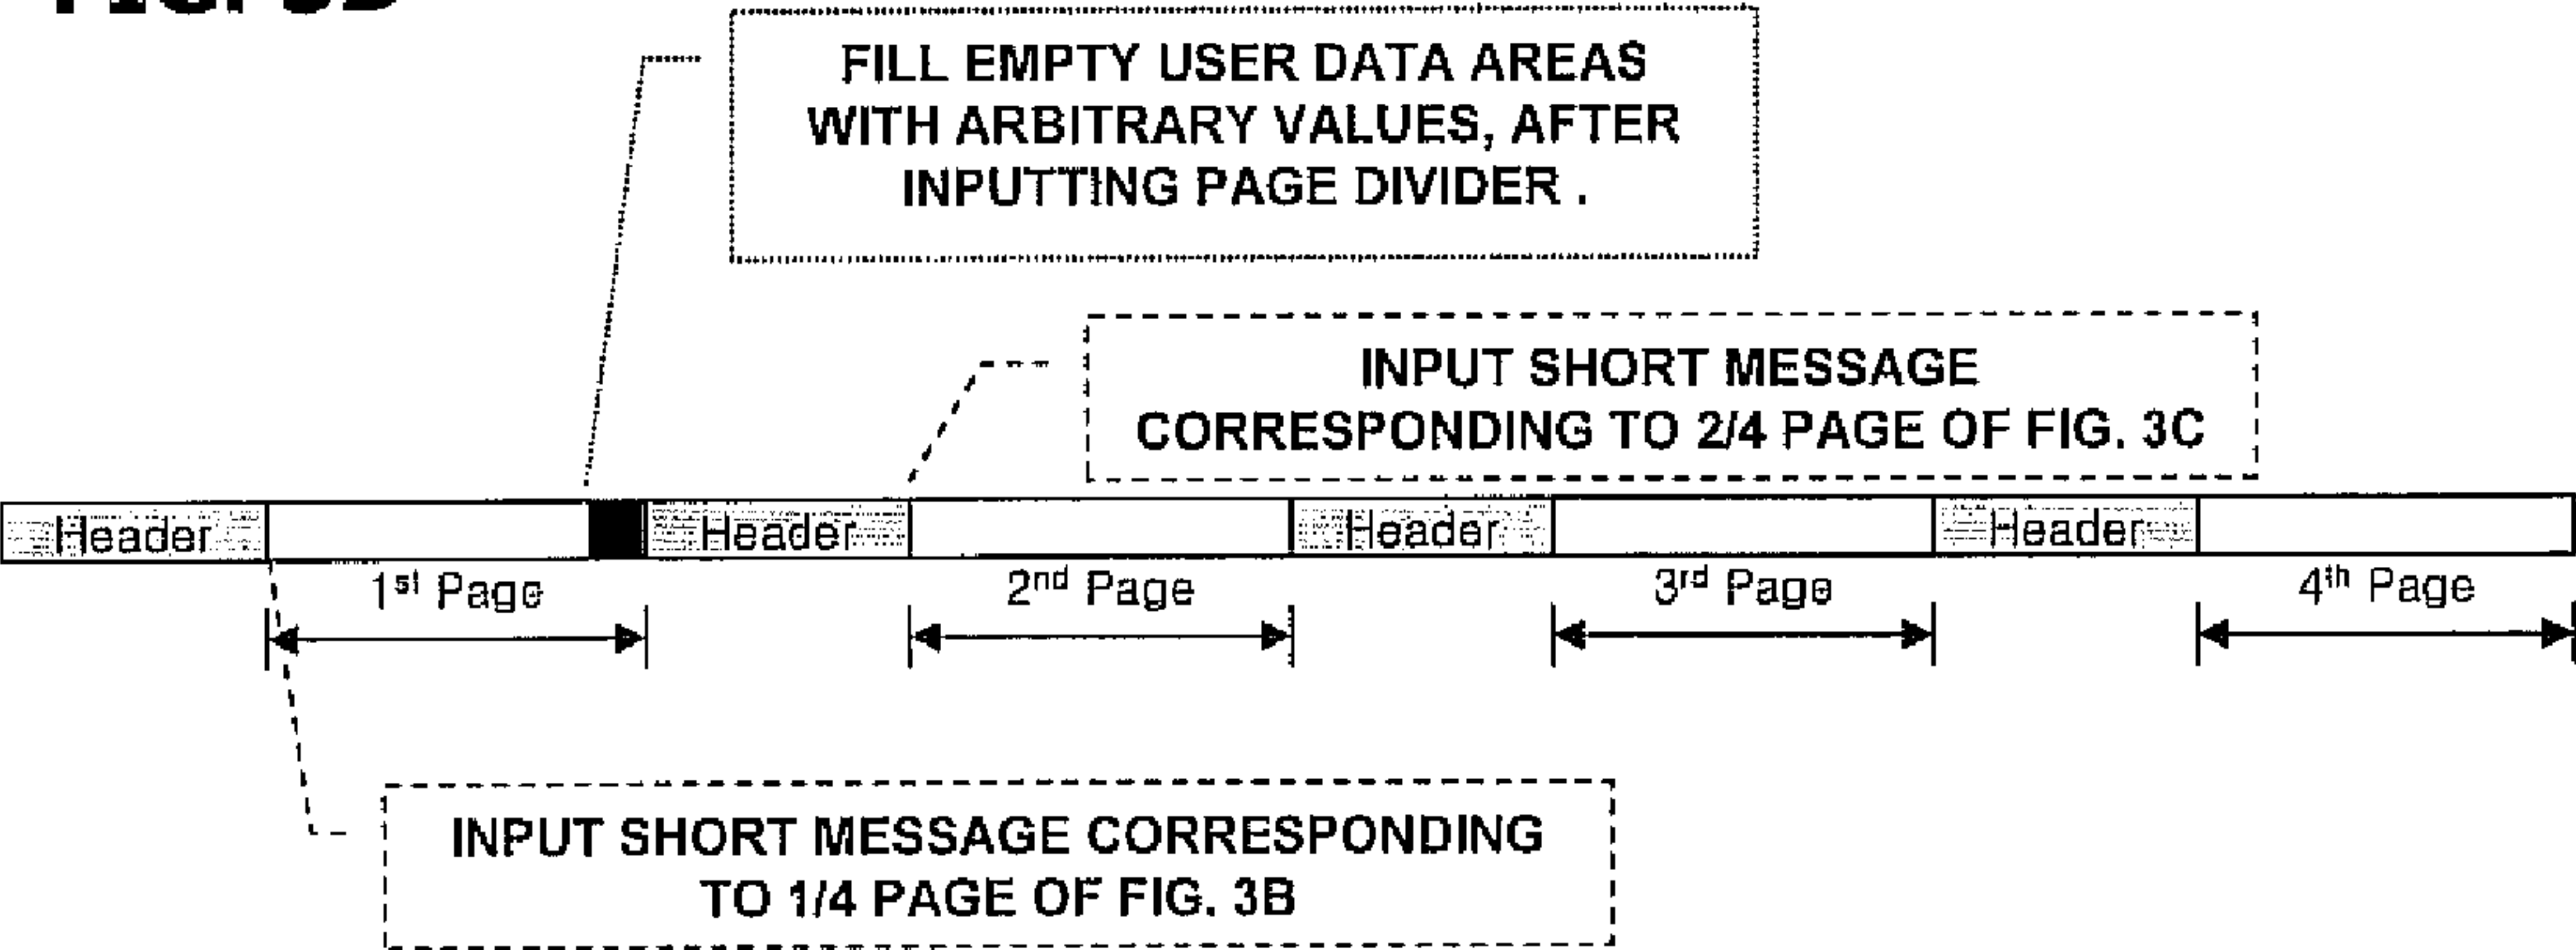 FILL EMPTY USER DATA AREAS
WITH ARBITRARY VALUES, AFTER
INPUTTING PAGE DIVIDER .
INPUT SHORT MESSAGE
CORRESPONDING TO 2/4 PAGE OF FIG. 3C
Header Header Header Header
1st Page 2nd Page 3rd Page 4th Page
INPUT SHORT MESSAGE CORRESPONDING
TO 1/4 PAGE OF FIG. 3B